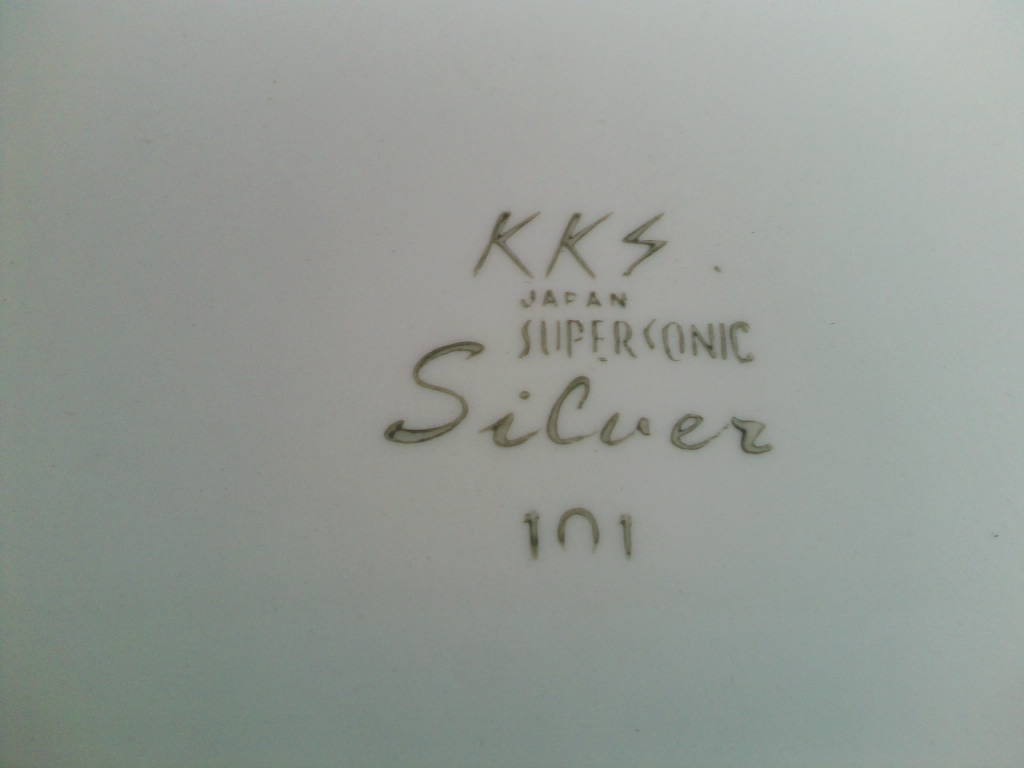 KKS
JAPAN
SUPERSONIC
Silver
101